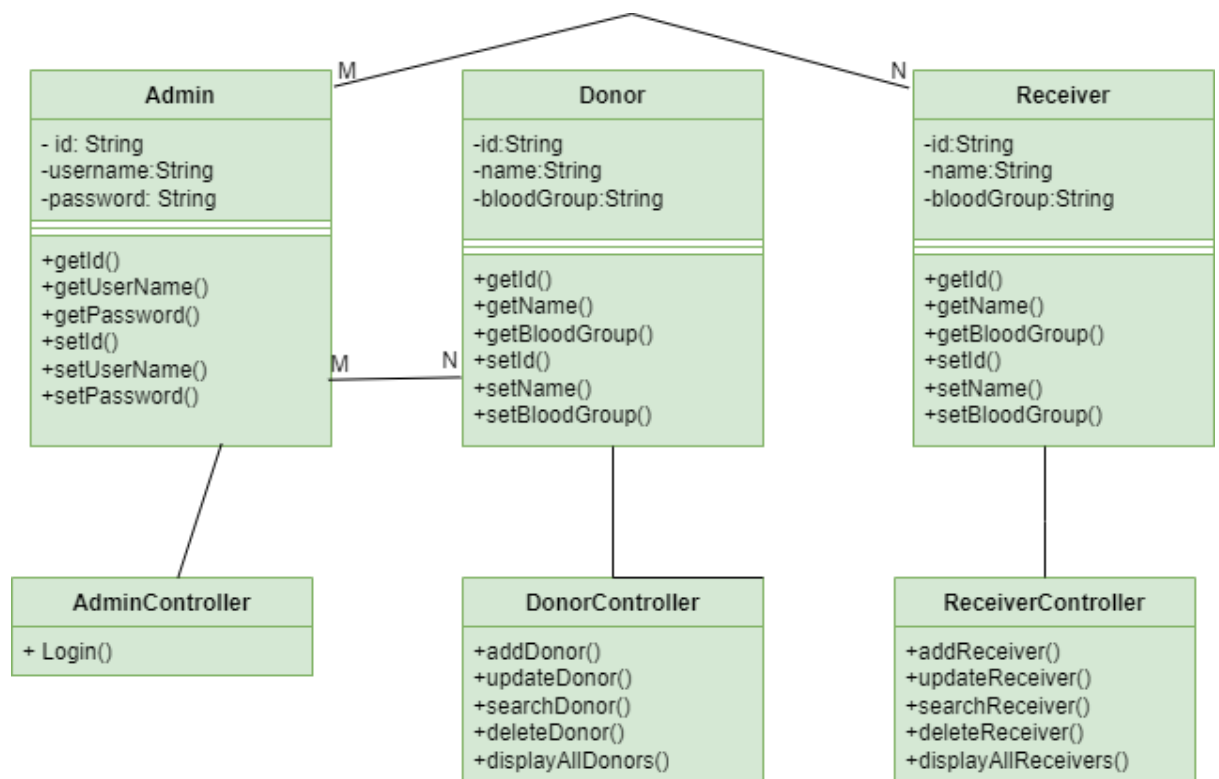 M
N
Admin
- id: String
-username:String
-password: String
+getId()
+getUserName()
+getPassword()
+setId()
+setUserName()
+setPassword()
M
N
Donor
-id:String
-name:String
-bloodGroup:String
+getId()
+getName()
+getBloodGroup()
+setId()
+setName()
+setBloodGroup()
Receiver
-id:String
-name:String
-bloodGroup:String
+getId()
+getName()
+getBloodGroup()
+setId()
+setName()
+setBloodGroup()
AdminController
+ Login()
DonorController
+addDonor()
+updateDonor()
+searchDonor()
+deleteDonor()
+displayAllDonors()
ReceiverController
+addReceiver()
+updateReceiver()
+searchReceiver()
+deleteReceiver()
+displayAllReceivers()